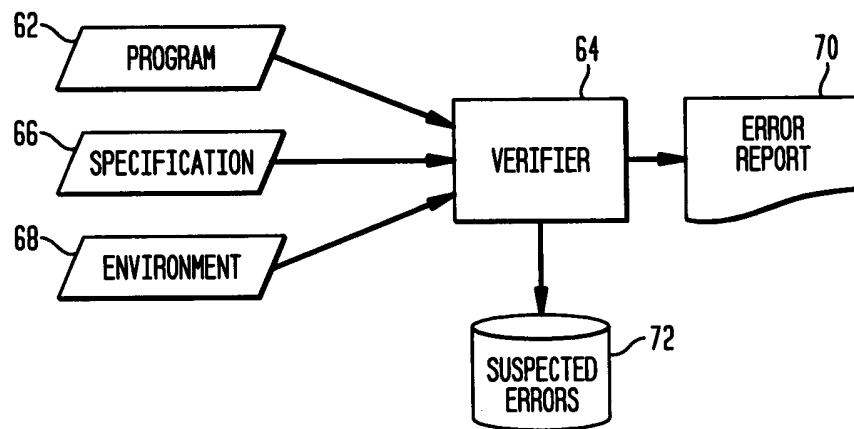 62
PROGRAM
66
SPECIFICATION
68
ENVIRONMENT
64
VERIFIER
70
ERROR
REPORT
72
SUSPECTED
ERRORS